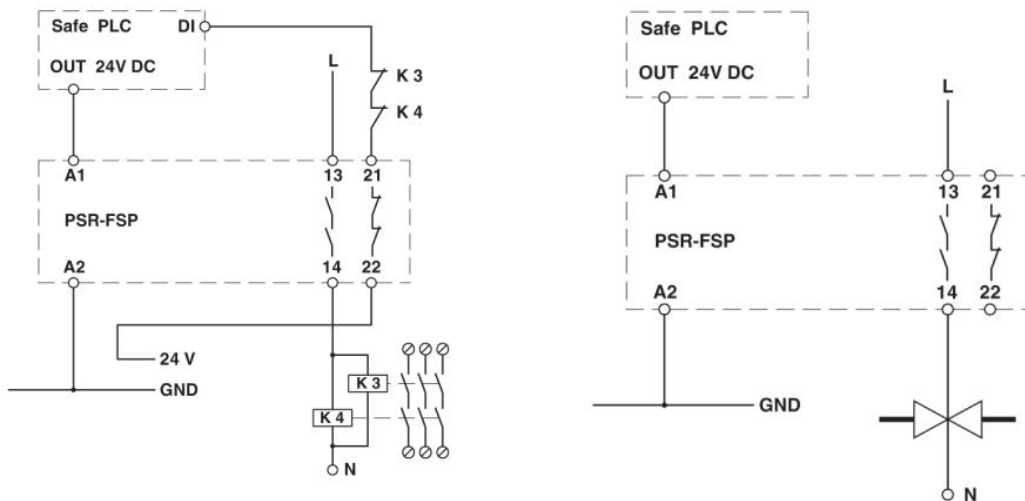 Safe PLC
DI
OUT 24V DC
L
K 3
K 4
A1
13
21
PSR-FSP
A2
14
22
24 V
GND
K 3
K 4
N
Safe PLC
OUT 24V DC
L
A1
13
21
PSR-FSP
A2
14
22
GND
N